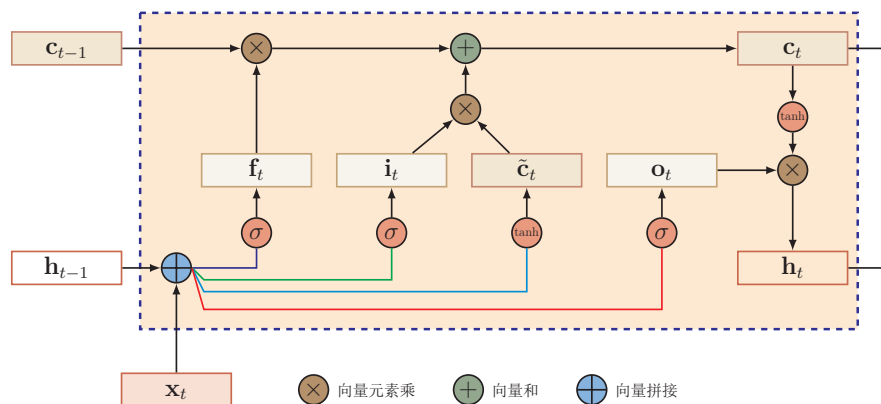 c_{t−1} × + c_t
tanh
×
f_t i_t c̃_t o_t ×
σ σ tanh σ
h_{t−1} h_t
x_t × 向量元素乘 + 向量和 向量拼接